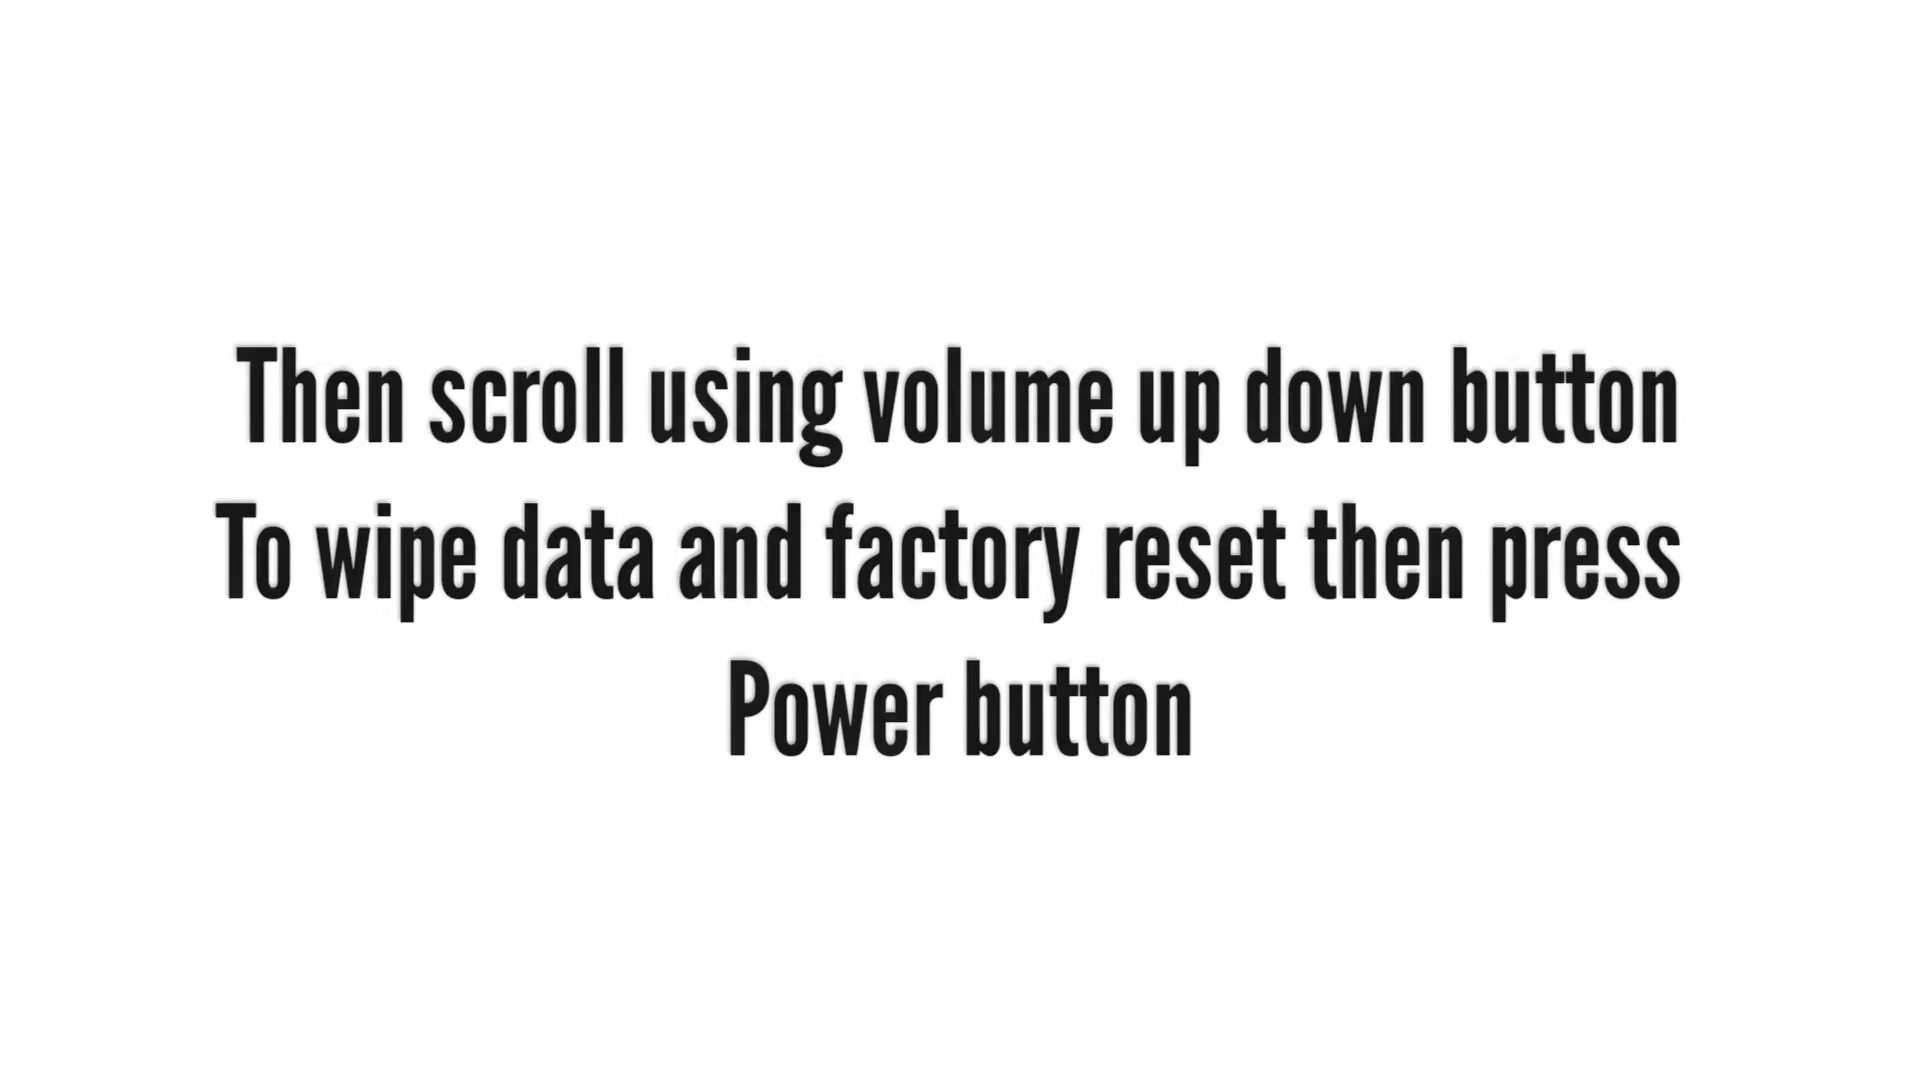 Then scroll using volume up down button
To wipe data and factory reset then press
Power button